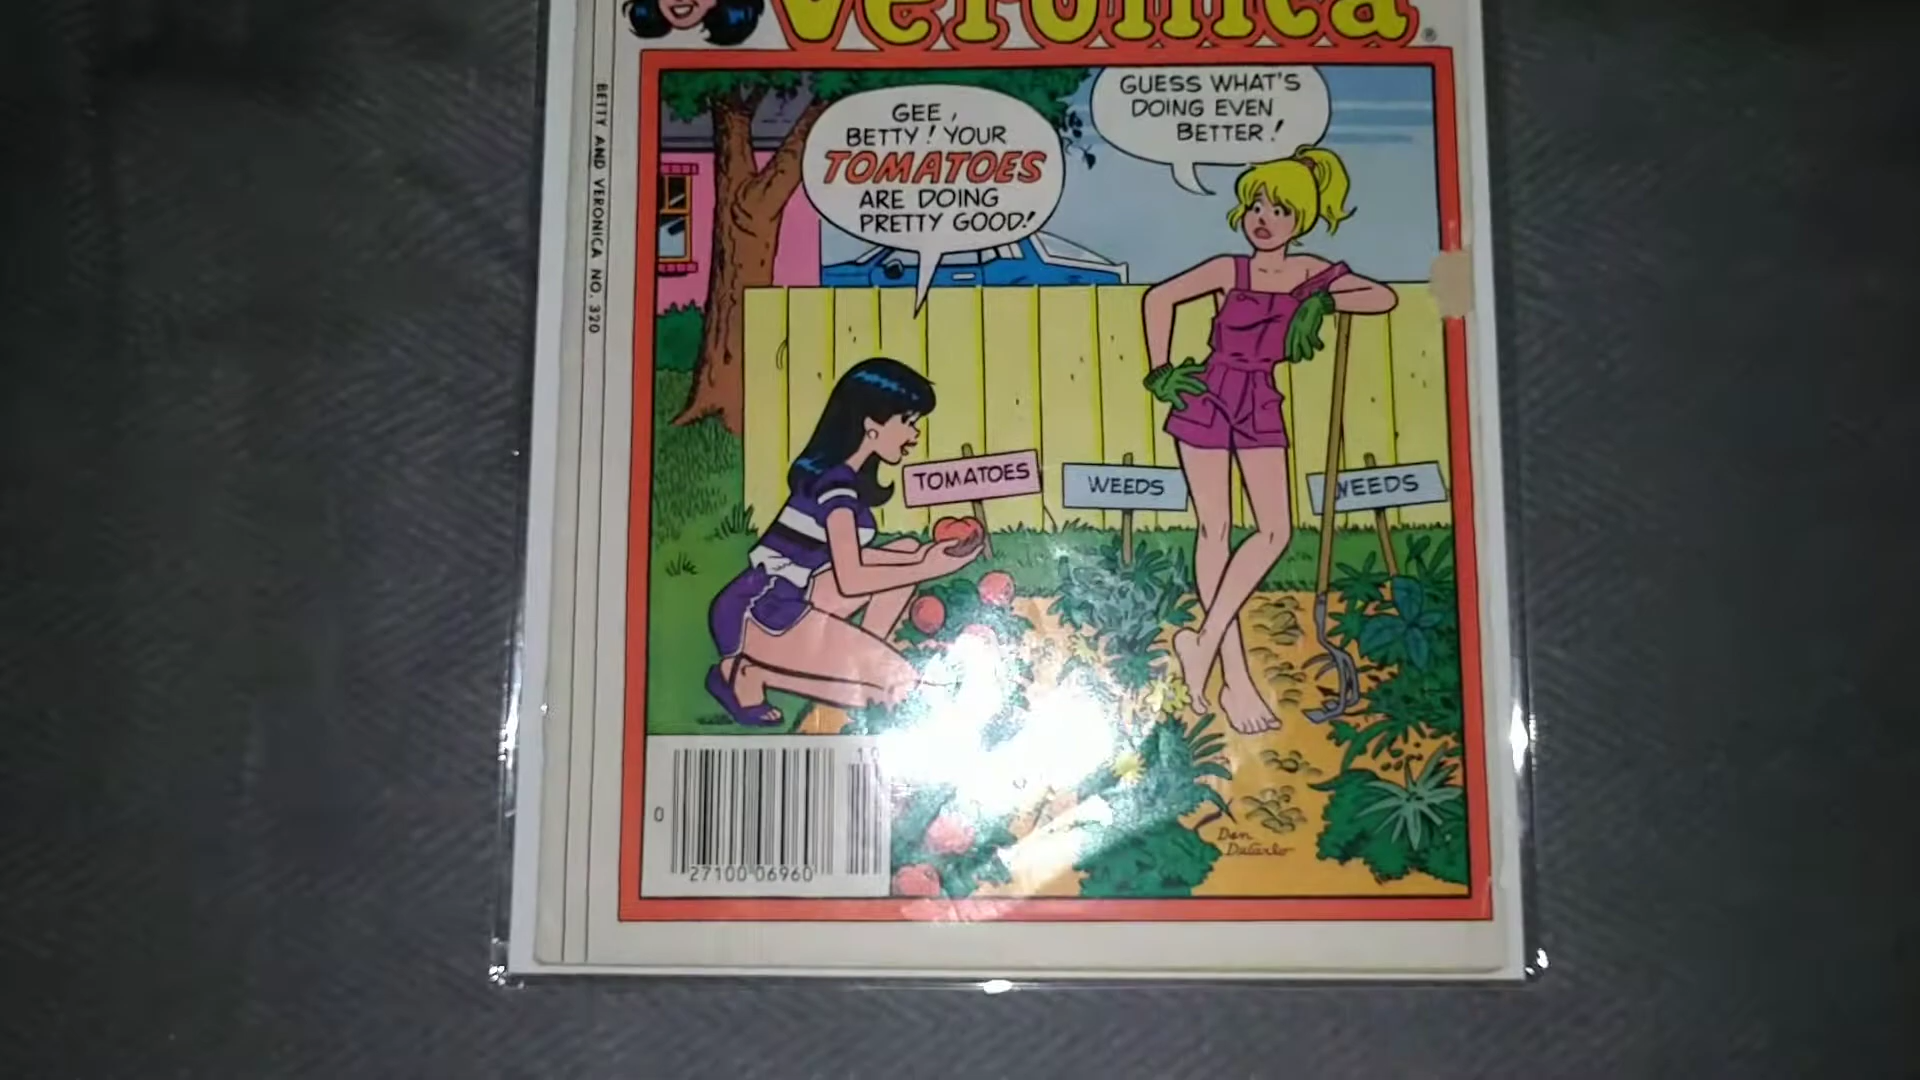 Veronica
®
BETTY AND VERONICA NO. 320
GEE,
BETTY! YOUR
TOMATOES
ARE DOING
PRETTY GOOD!
GUESS WHAT'S
DOING EVEN
BETTER!
TOMATOES
WEEDS
WEEDS
10
0
27100 06960
Dan
DeCarlo